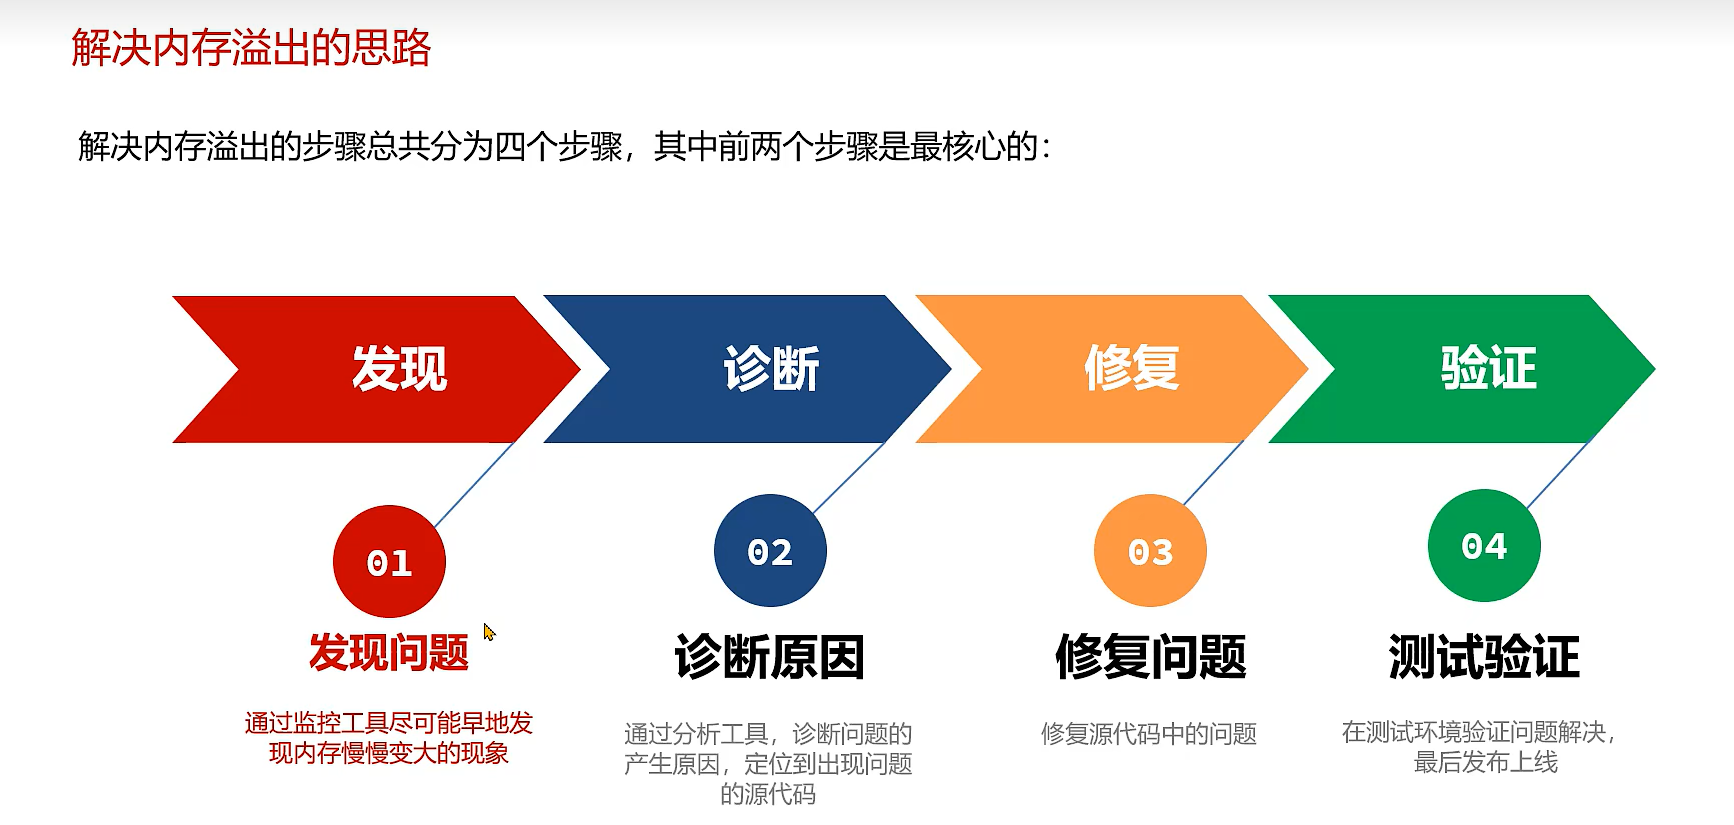 解决内存溢出的思路
解决内存溢出的步骤总共分为四个步骤，其中前两个步骤是最核心的：
发现
诊断
修复
验证
01
02
03
04
发现问题
诊断原因
修复问题
测试验证
通过监控工具尽可能早地发
现内存慢慢变大的现象
通过分析工具，诊断问题的
产生原因，定位到出现问题
的源代码
修复源代码中的问题
在测试环境验证问题解决，
最后发布上线